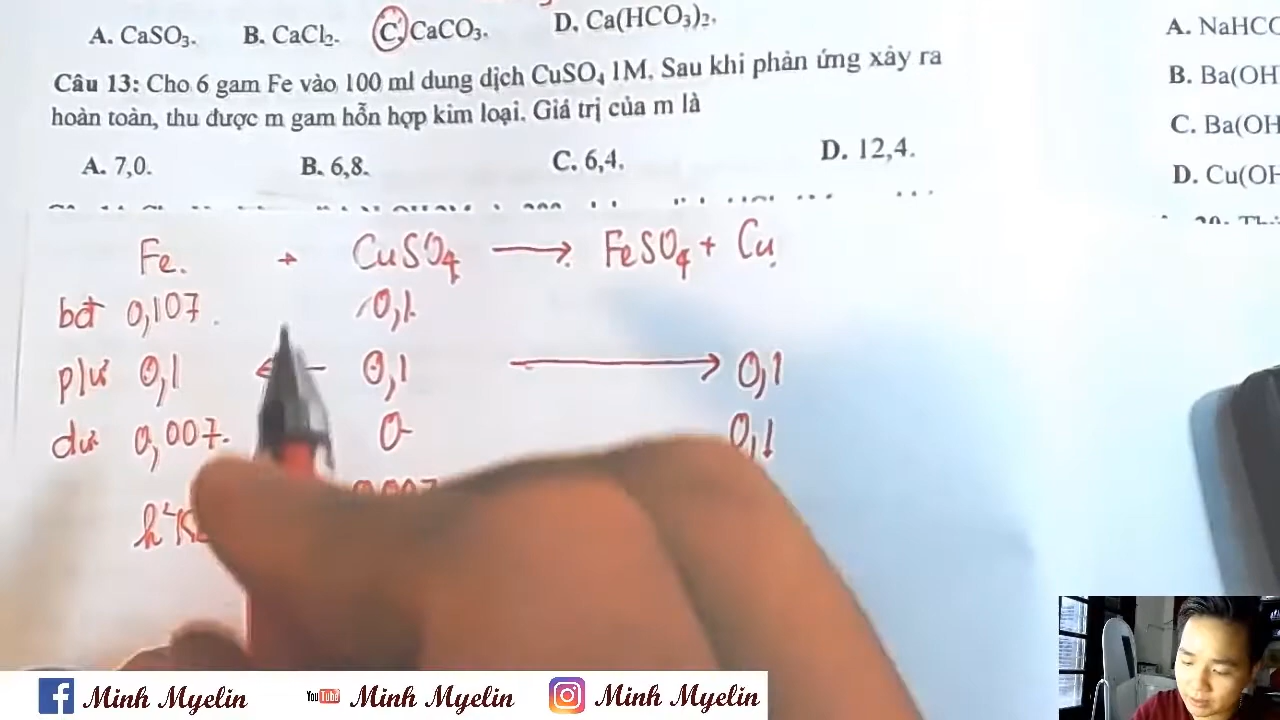 A. CaSO₃. B. CaCl₂. C. CaCO₃. D. Ca(HCO₃)₂.
Câu 13: Cho 6 gam Fe vào 100 ml dung dịch CuSO₄ 1M. Sau khi phản ứng xảy ra
hoàn toàn, thu được m gam hỗn hợp kim loại. Giá trị của m là
A. 7,0. B. 6,8. C. 6,4. D. 12,4.
Fe + CuSO₄ → FeSO₄ + Cu
bđ 0,107 0,1
p/ư 0,1 ← 0,1 → 0,1
dư 0,007 0 0,1
A. NaHC
B. Ba(OH
C. Ba(OH
D. Cu(OH
Minh Myelin YouTube Minh Myelin Minh Myelin